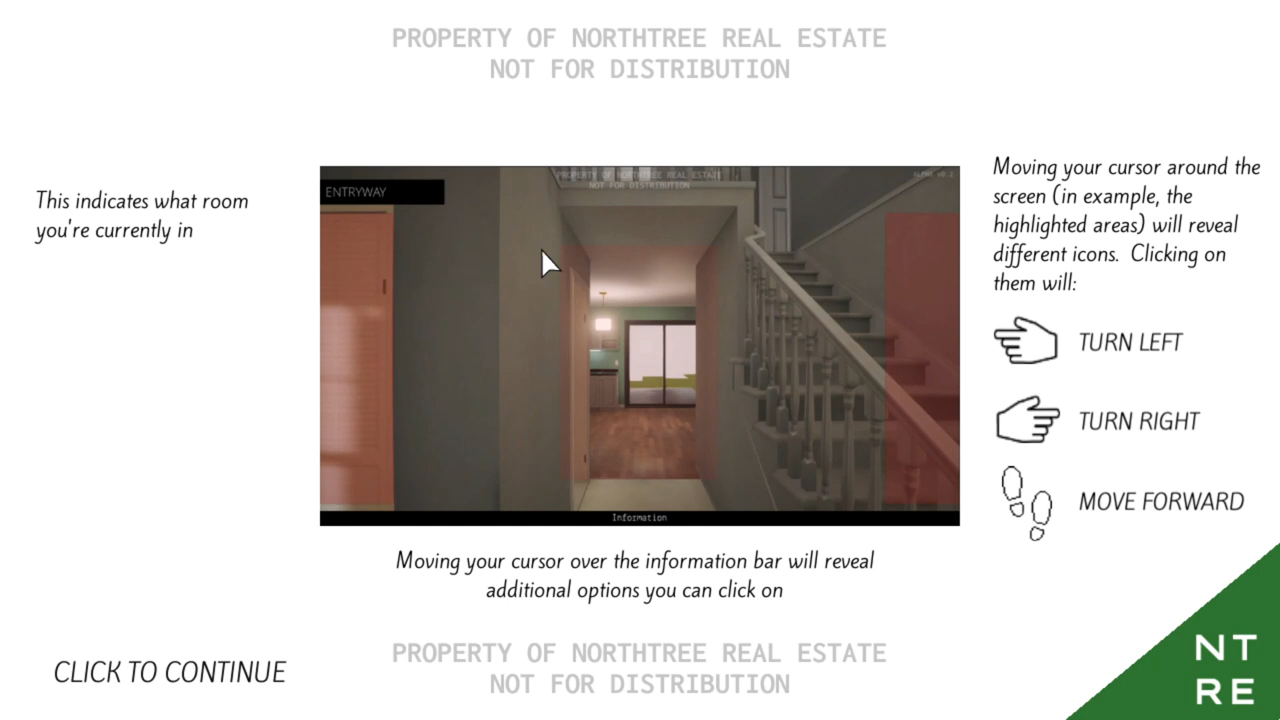 PROPERTY OF NORTHTREE REAL ESTATE
NOT FOR DISTRIBUTION
This indicates what room
you're currently in
ENTRYWAY
PROPERTY OF NORTHTREE REAL ESTATE
NOT FOR DISTRIBUTION
Information
Moving your cursor around the
screen (in example, the
highlighted areas) will reveal
different icons. Clicking on
them will:
TURN LEFT
TURN RIGHT
MOVE FORWARD
Moving your cursor over the information bar will reveal
additional options you can click on
CLICK TO CONTINUE
PROPERTY OF NORTHTREE REAL ESTATE
NOT FOR DISTRIBUTION
NT
RE